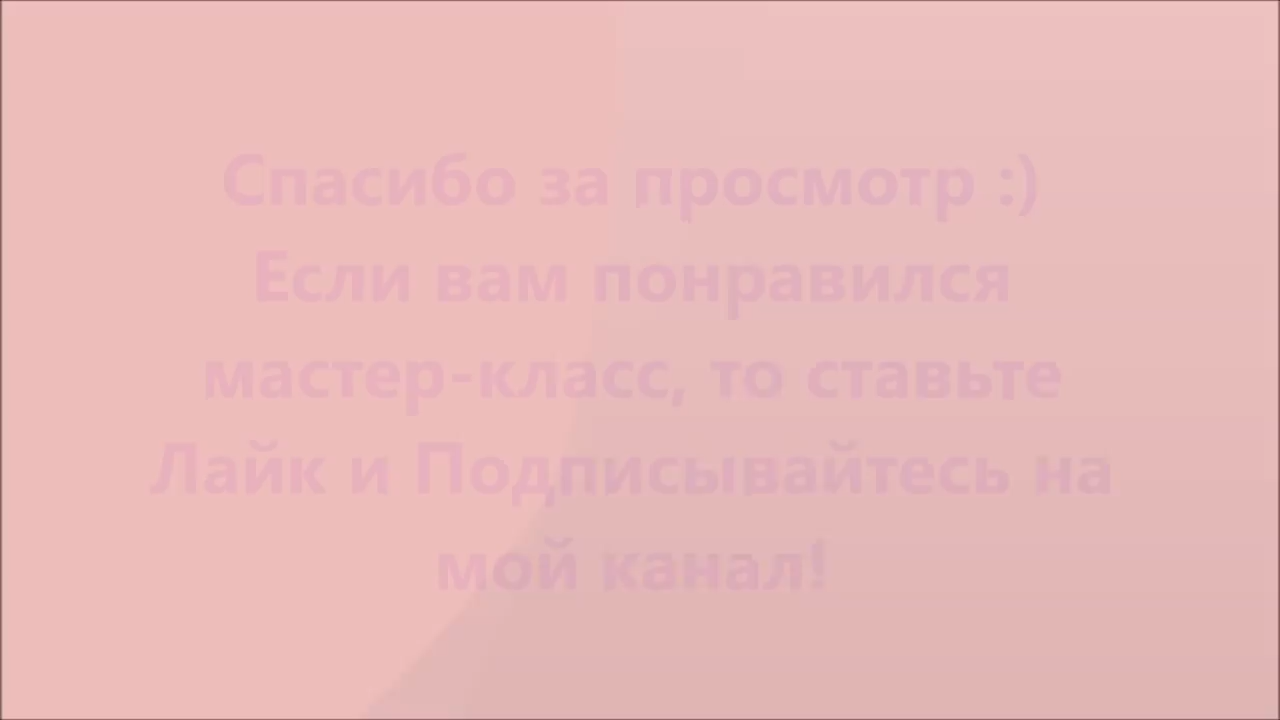 Спасибо за просмотр :)
Если вам понравился
мастер-класс, то ставьте
Лайк и Подписывайтесь на
мой канал!